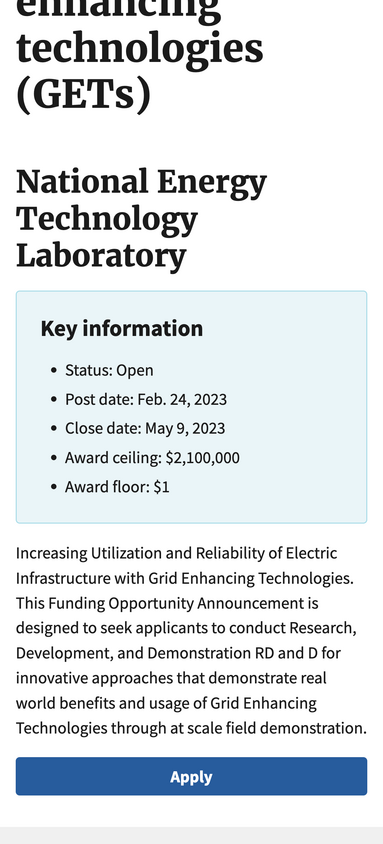 enhancing
technologies
(GETs)
National Energy
Technology
Laboratory
Key information
• Status: Open
• Post date: Feb. 24, 2023
• Close date: May 9, 2023
• Award ceiling: $2,100,000
• Award floor: $1
Increasing Utilization and Reliability of Electric
Infrastructure with Grid Enhancing Technologies.
This Funding Opportunity Announcement is
designed to seek applicants to conduct Research,
Development, and Demonstration RD and D for
innovative approaches that demonstrate real
world benefits and usage of Grid Enhancing
Technologies through at scale field demonstration.
Apply